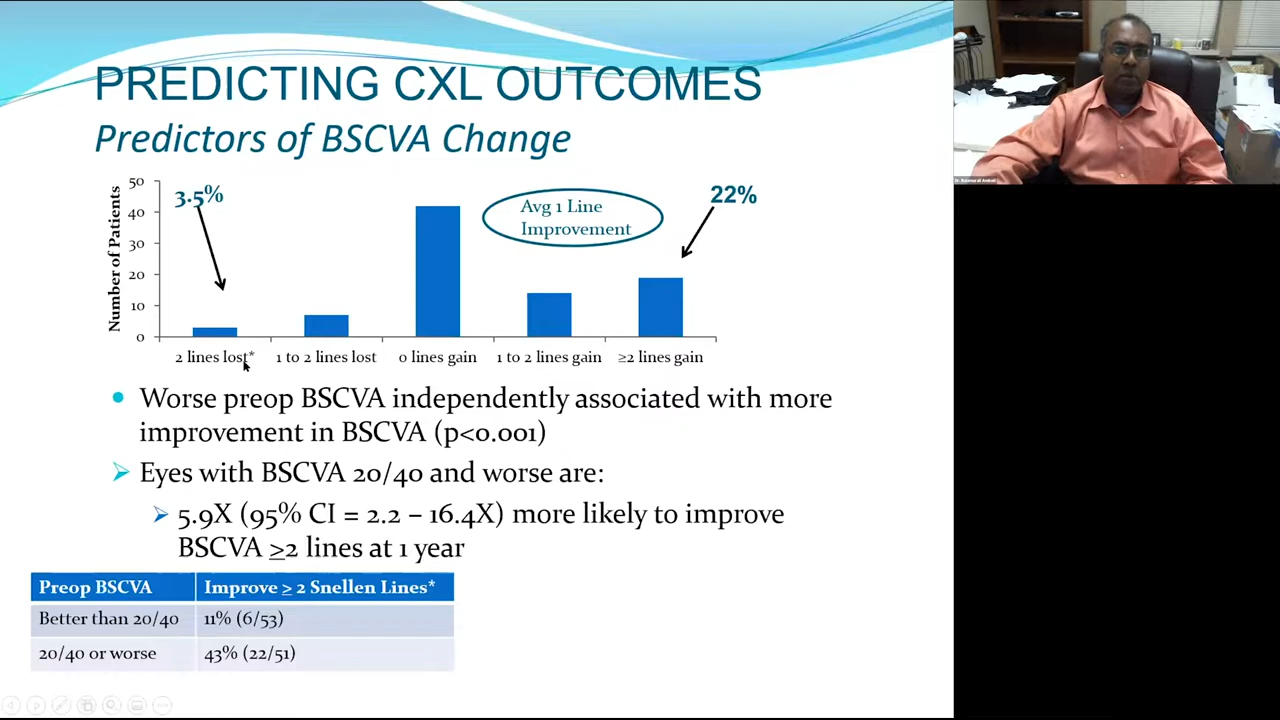 PREDICTING CXL OUTCOMES
Predictors of BSCVA Change
Number of Patients
50
40
30
20
10
0
3.5%
Avg 1 Line
Improvement
22%
2 lines lost*
1 to 2 lines lost
0 lines gain
1 to 2 lines gain
≥2 lines gain
Worse preop BSCVA independently associated with more
improvement in BSCVA (p<0.001)
Eyes with BSCVA 20/40 and worse are:
5.9X (95% CI = 2.2 – 16.4X) more likely to improve
BSCVA ≥2 lines at 1 year
Preop BSCVA
Improve ≥ 2 Snellen Lines*
Better than 20/40
11% (6/53)
20/40 or worse
43% (22/51)